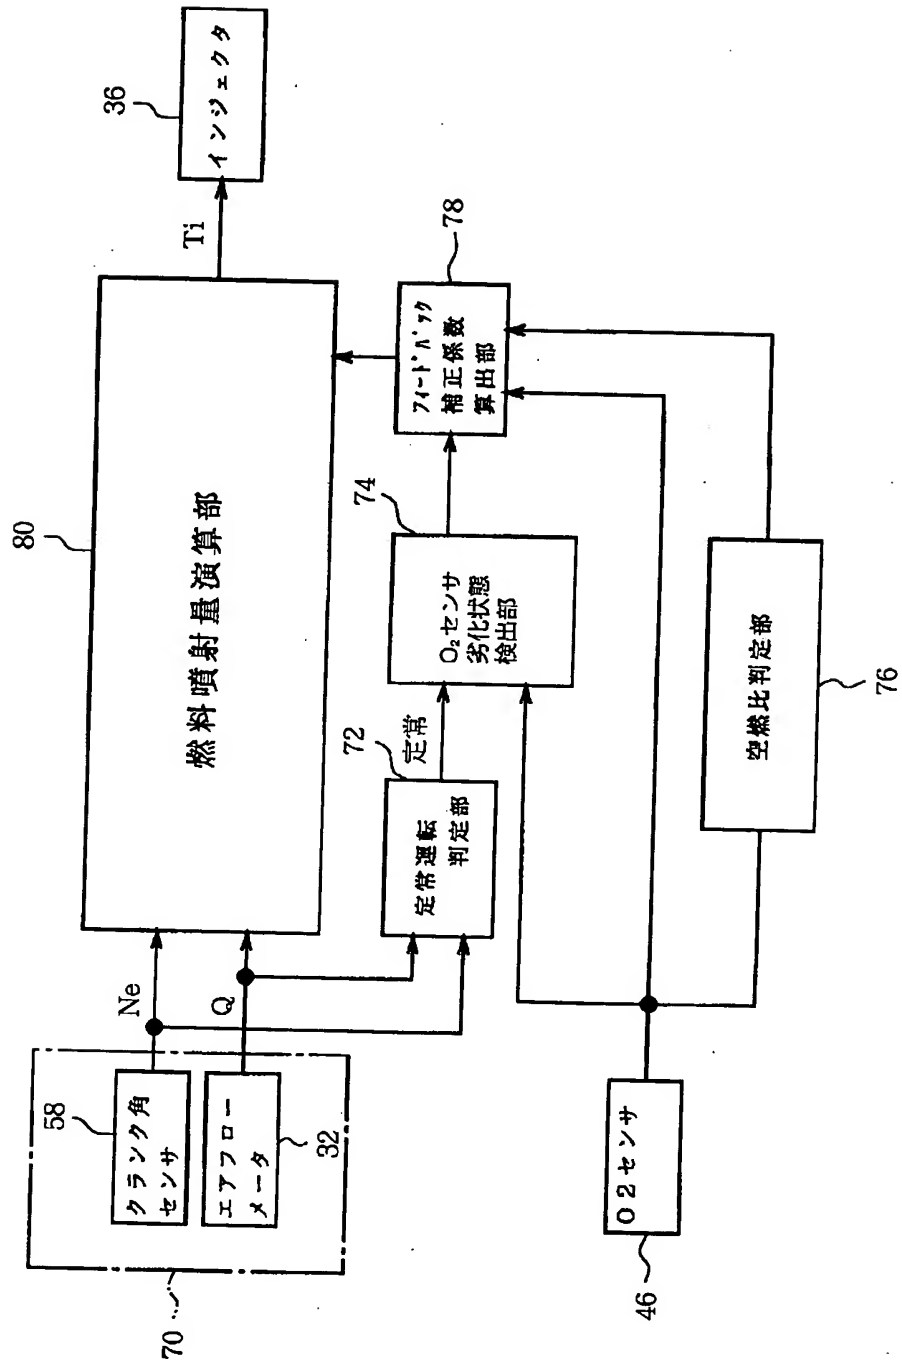 36
インジェクタ
Ti
80
燃料噴射量演算部
78
フィードバック
補正係数
算出部
74
O₂センサ
劣化状態
検出部
定常
72
定常運転
判定部
76
空燃比判定部
Ne
Q
58
クランク角
センサ
32
エアフロー
メータ
70
46
O2センサ